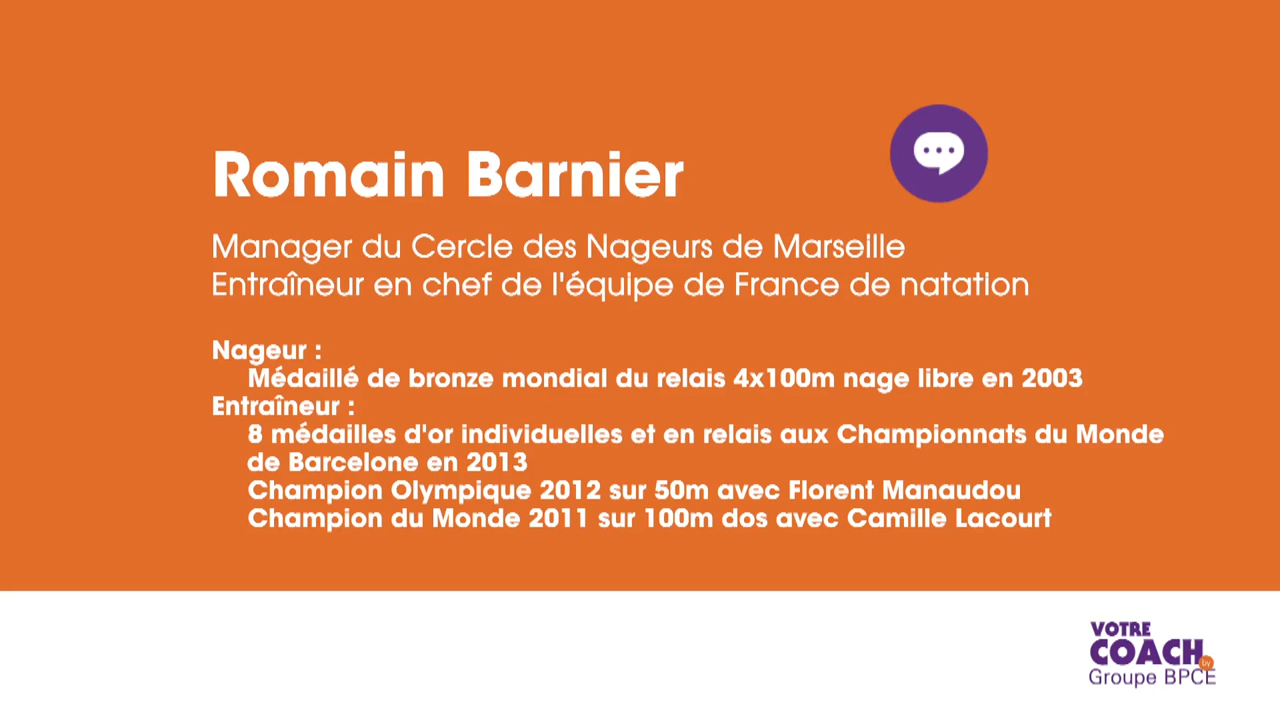 Romain Barnier
Manager du Cercle des Nageurs de Marseille
Entraîneur en chef de l'équipe de France de natation
Nageur :
Médaillé de bronze mondial du relais 4x100m nage libre en 2003
Entraîneur :
8 médailles d'or individuelles et en relais aux Championnats du Monde
de Barcelone en 2013
Champion Olympique 2012 sur 50m avec Florent Manaudou
Champion du Monde 2011 sur 100m dos avec Camille Lacourt
VOTRE
COACH by
Groupe BPCE